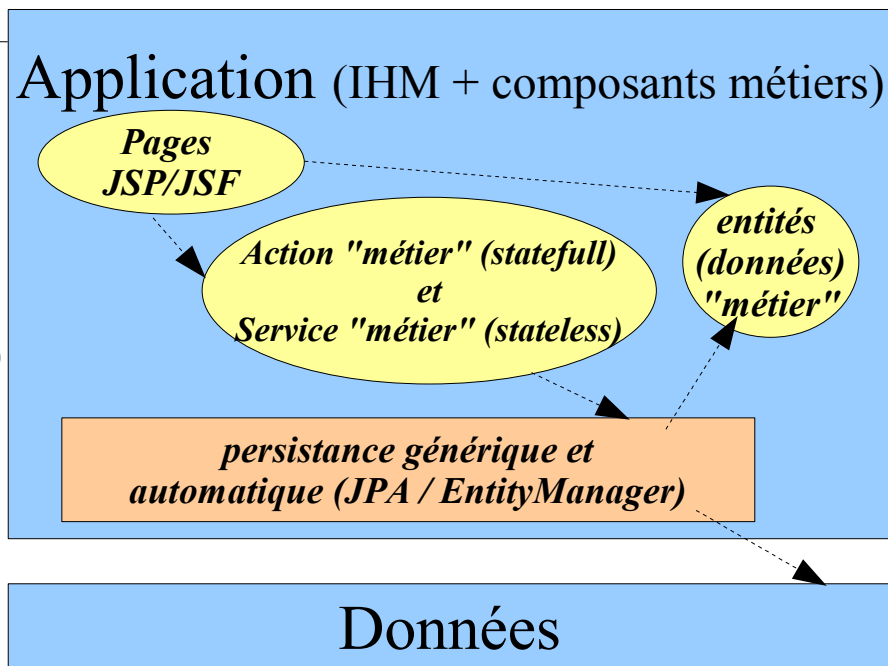 Application (IHM + composants métiers)
Pages
JSP/JSF
Action "métier" (statefull)
et
Service "métier" (stateless)
entités
(données)
"métier"
persistance générique et
automatique (JPA / EntityManager)
Données